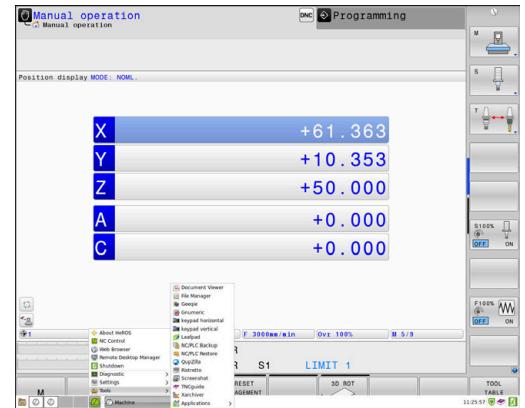 Manual operation
DNC
Programming
Manual operation
Position display MODE: NOML.
X +61.363
Y +10.353
Z +50.000
A +0.000
C +0.000
M
S
T
S100%
OFF ON
F100%
OFF ON
Document Viewer
File Manager
Geeqie
Gnumeric
keypad horizontal
keypad vertical
Leafpad
NC/PLC Backup
NC/PLC Restore
QupZilla
Ristretto
Screenshot
TNCguide
Xarchiver
Applications
About HeROS
NC Control
Web Browser
Remote Desktop Manager
Shutdown
Diagnostic
Settings
Tools
1
F 3000mm/min
Ovr 100%
M 5/9
S1 LIMIT 1
M
3D ROT
TOOL
TABLE
Machine
11:25:57